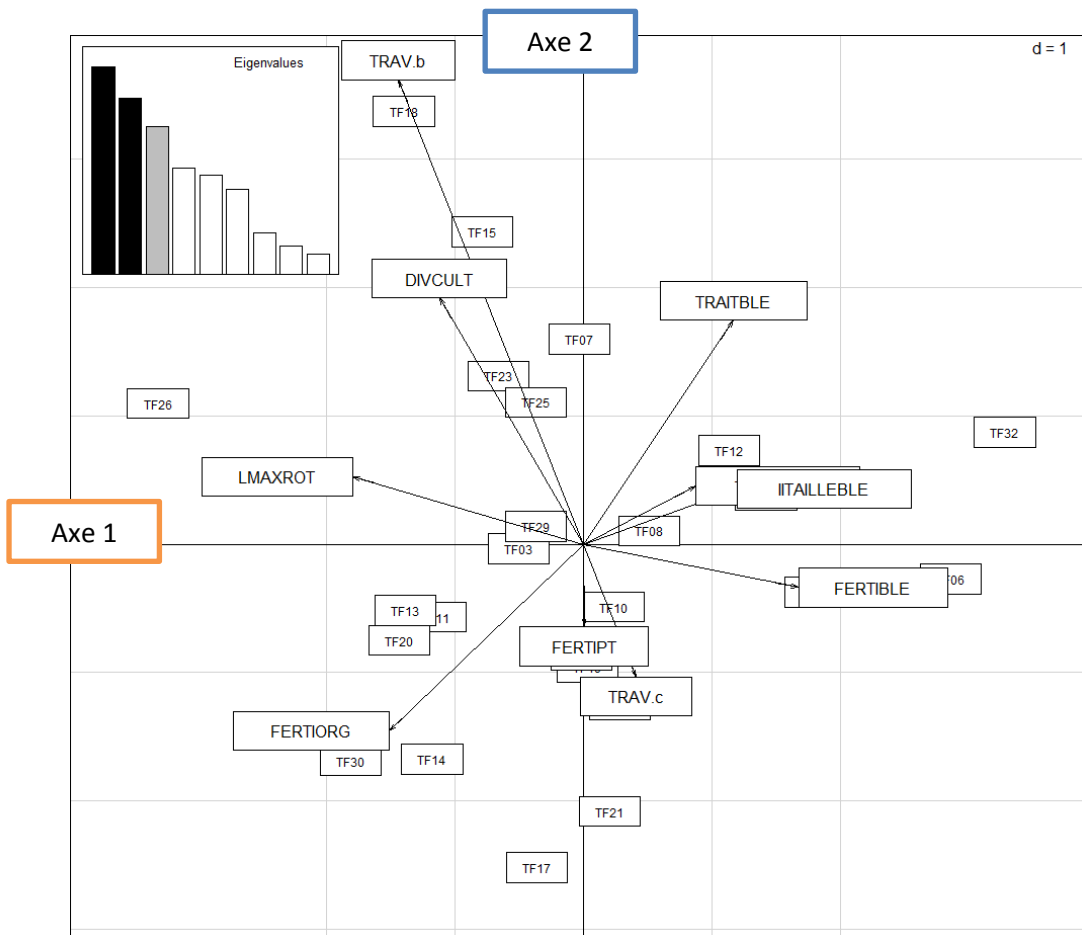 Axe 2
d = 1
Eigenvalues
TRAV.b
TF18
TF15
DIVCULT
TRAITBLE
TF07
TF23
TF25
TF26
TF32
TF12
LMAXROT
IITAILLEBLE
TF29
TF08
Axe 1
TF03
FERTIBLE
TF13
TF10
TF20
FERTIPT
TRAV.c
FERTIORG
TF30
TF14
TF21
TF17